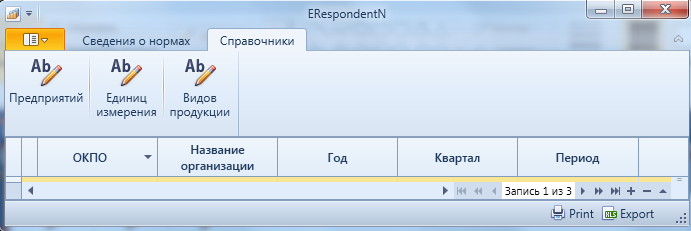 ERespondentN
Сведения о нормах
Справочники
Ab
Предприятий
Ab
Единиц
измерения
Ab
Видов
продукции
ОКПО
Название
организации
Год
Квартал
Период
Запись 1 из 3
Print
XLS
Export